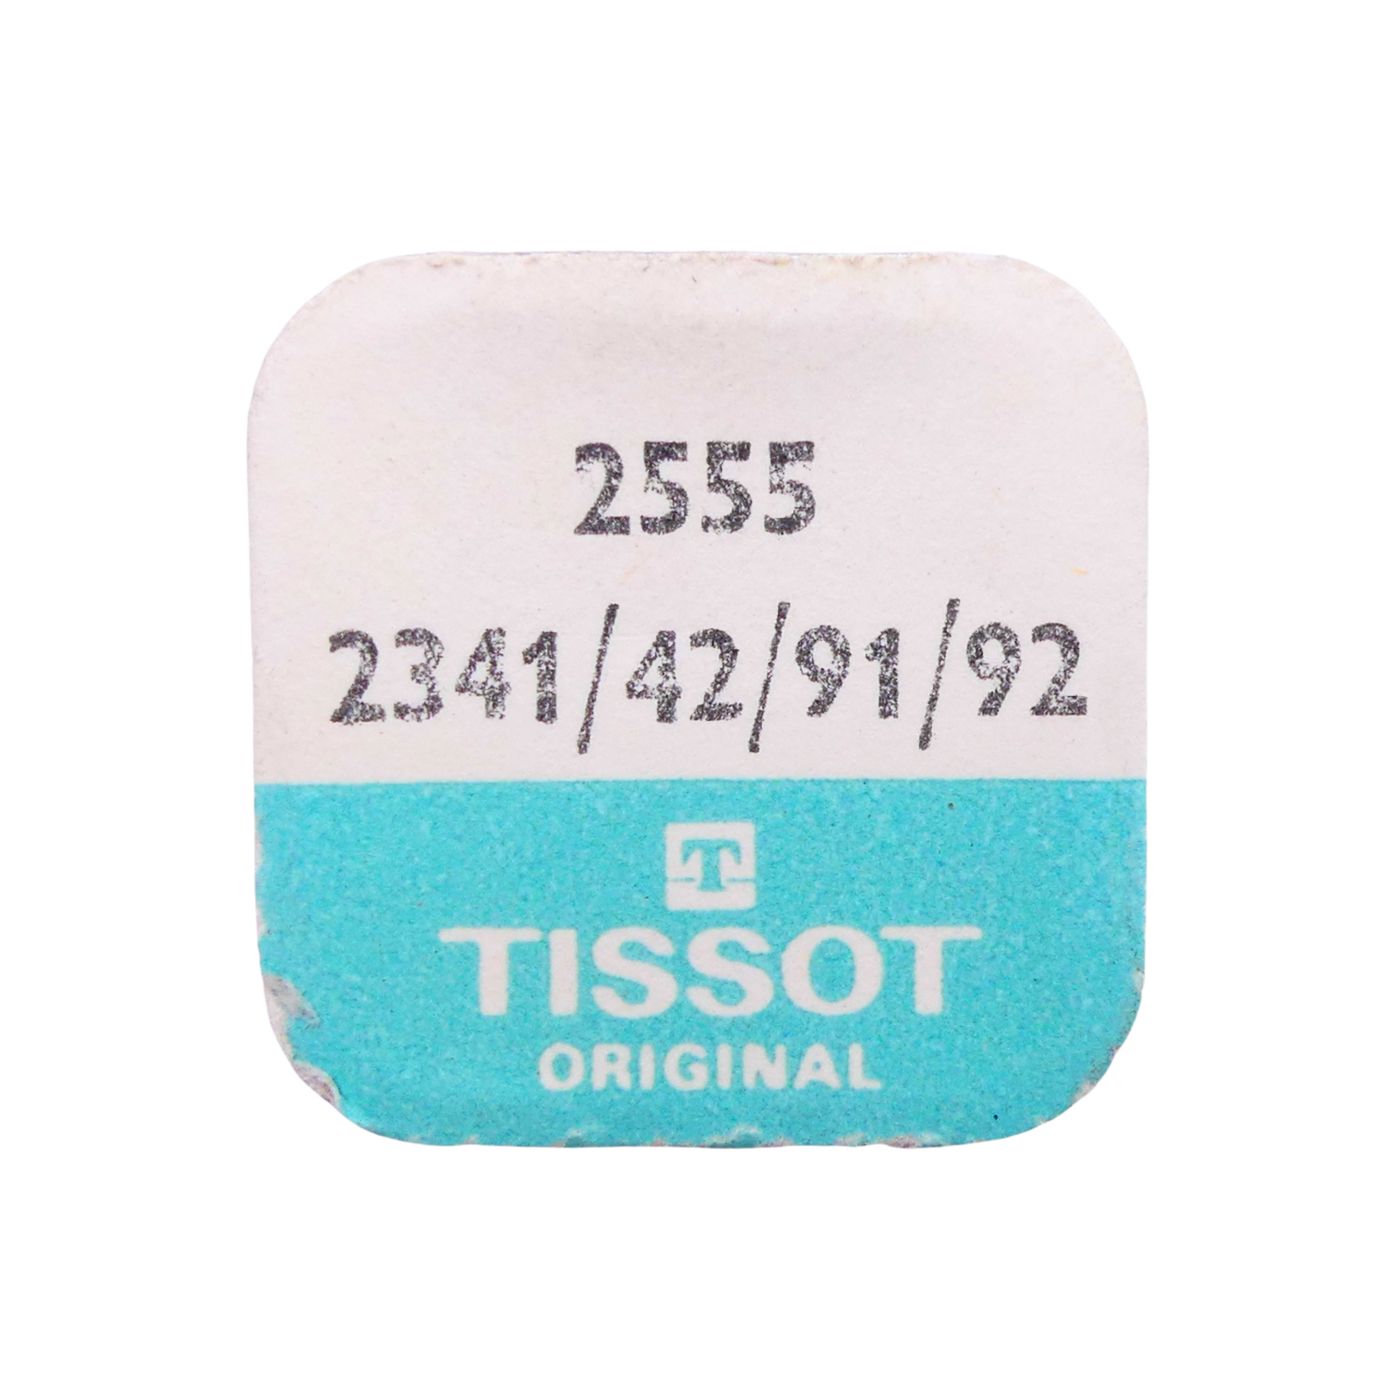 2555
2341/42/91/92
T
TISSOT
ORIGINAL